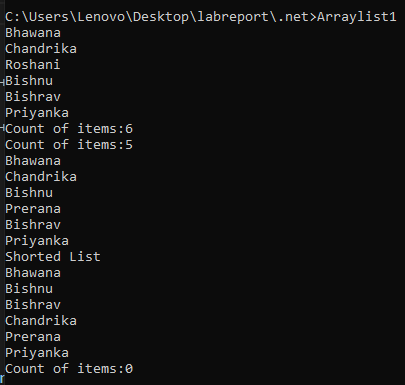 C:\Users\Lenovo\Desktop\labreport\.net>Arraylist1
Bhawana
Chandrika
Roshani
Bishnu
Bishrav
Priyanka
Count of items:6
Count of items:5
Bhawana
Chandrika
Bishnu
Prerana
Bishrav
Priyanka
Shorted List
Bhawana
Bishnu
Bishrav
Chandrika
Prerana
Priyanka
Count of items:0